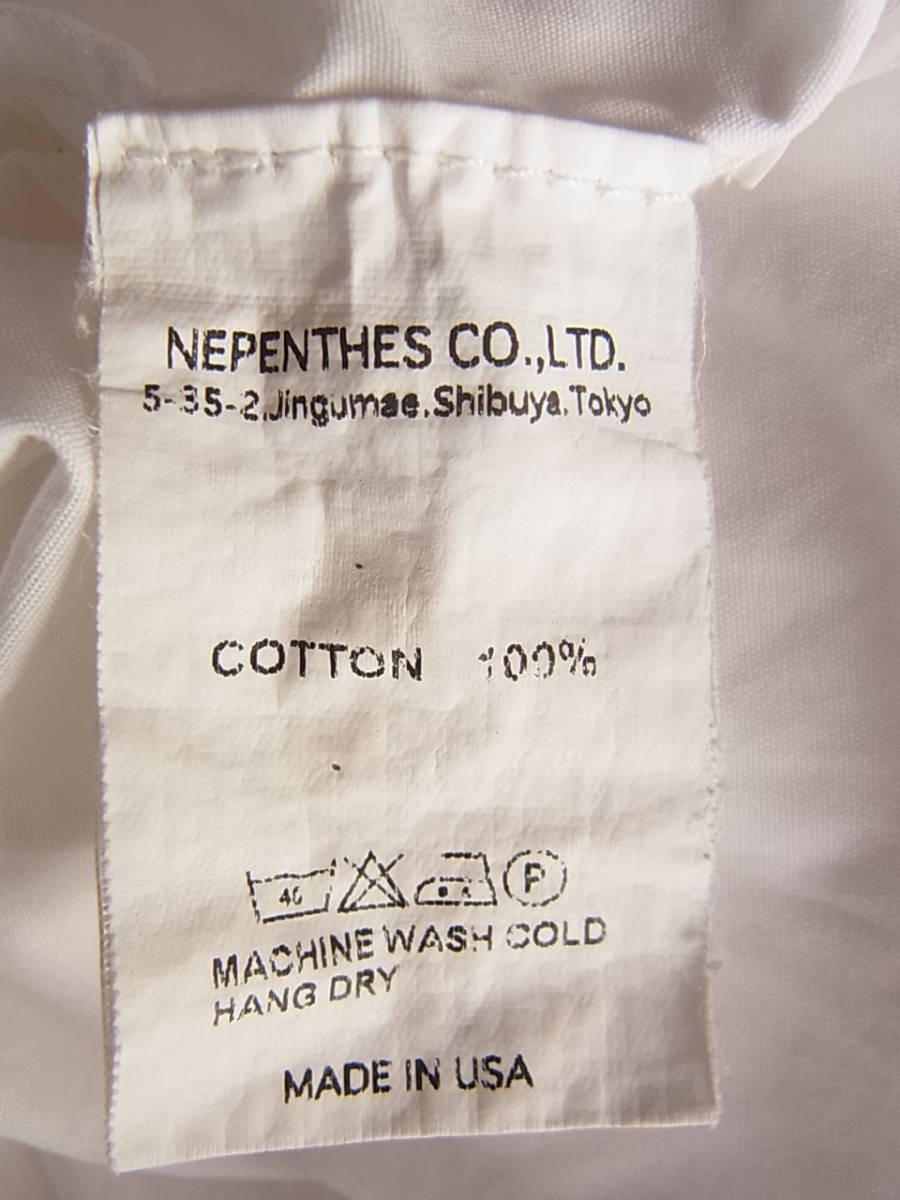 NEPENTHES CO.,LTD.
5-35-2,Jingumae,Shibuya,Tokyo
COTTON 100%
40 P
MACHINE WASH COLD
HANG DRY
MADE IN USA